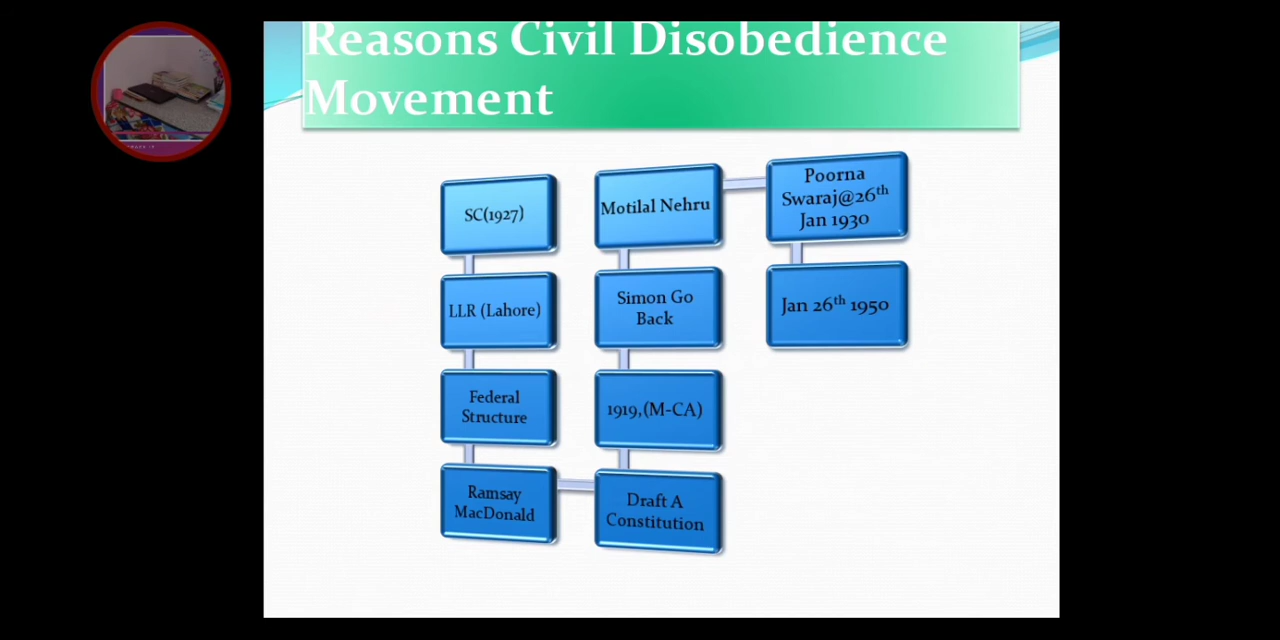 Reasons Civil Disobedience
Movement
SC(1927)
LLR (Lahore)
Federal
Structure
Ramsay
MacDonald
Draft A
Constitution
1919,(M-CA)
Simon Go
Back
Motilal Nehru
Poorna
Swaraj@26th
Jan 1930
Jan 26th 1950